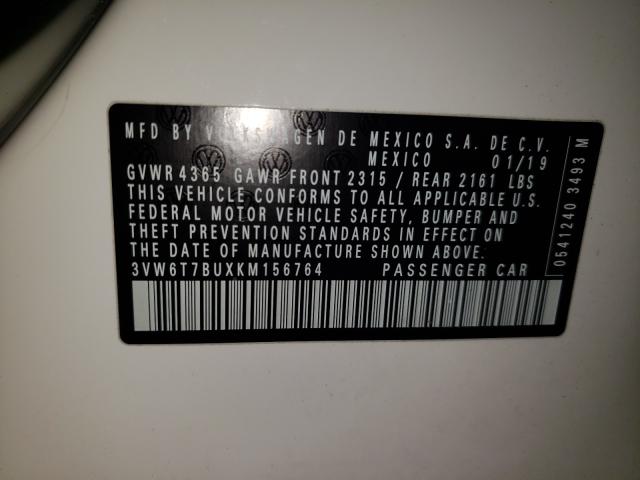 MFD BY VOLKSWAGEN DE MEXICO S.A. DE C.V.
MEXICO 01/19
GVWR 4365 GAWR FRONT 2315 / REAR 2161 LBS
THIS VEHICLE CONFORMS TO ALL APPLICABLE U.S.
FEDERAL MOTOR VEHICLE SAFETY, BUMPER AND
THEFT PREVENTION STANDARDS IN EFFECT ON
THE DATE OF MANUFACTURE SHOWN ABOVE.
3VW6T7BUXKM156764 PASSENGER CAR
0541240 3493 M